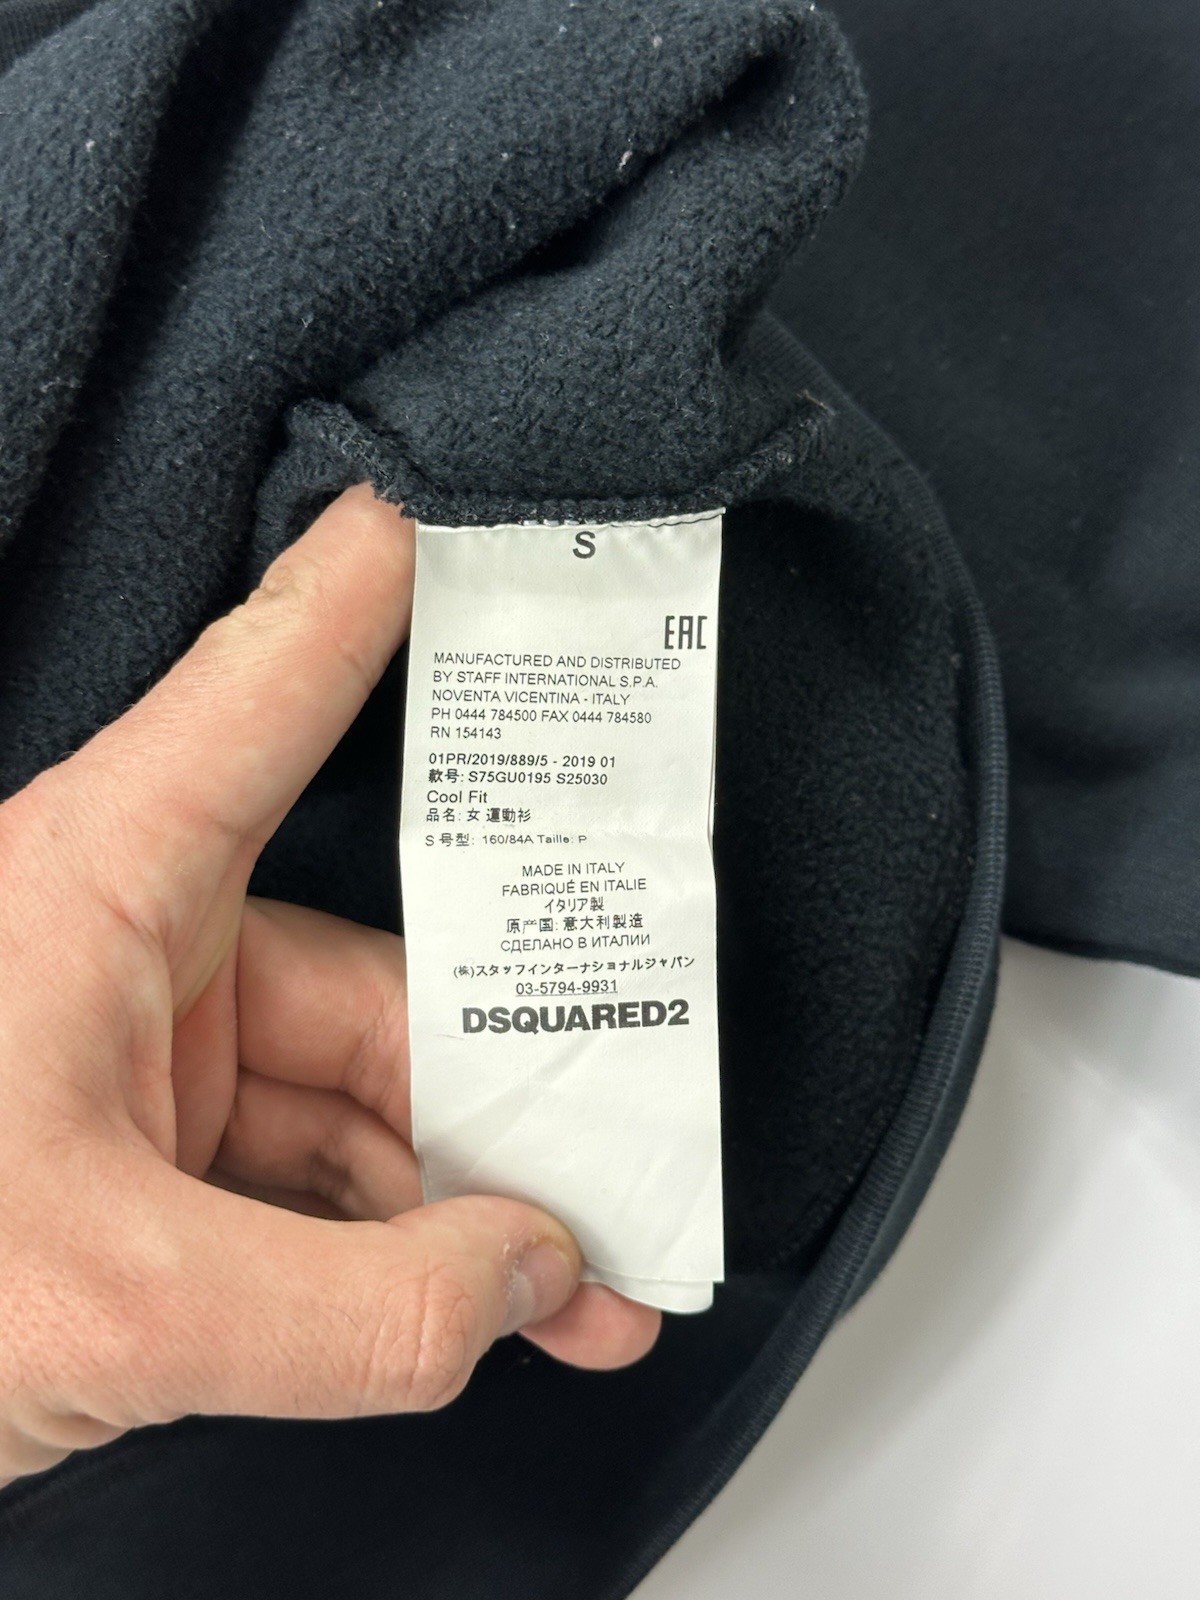 S
EAC
MANUFACTURED AND DISTRIBUTED
BY STAFF INTERNATIONAL S.P.A.
NOVENTA VICENTINA - ITALY
PH 0444 784500 FAX 0444 784580
RN 154143
01PR/2019/889/5 - 2019 01
款号: S75GU0195 S25030
Cool Fit
品名: 女 運動衫
S 号型: 160/84A Taille: P
MADE IN ITALY
FABRIQUÉ EN ITALIE
イタリア製
原产国: 意大利製造
СДЕЛАНО В ИТАЛИИ
(株)スタッフインターナショナルジャパン
03-5794-9931
DSQUARED2